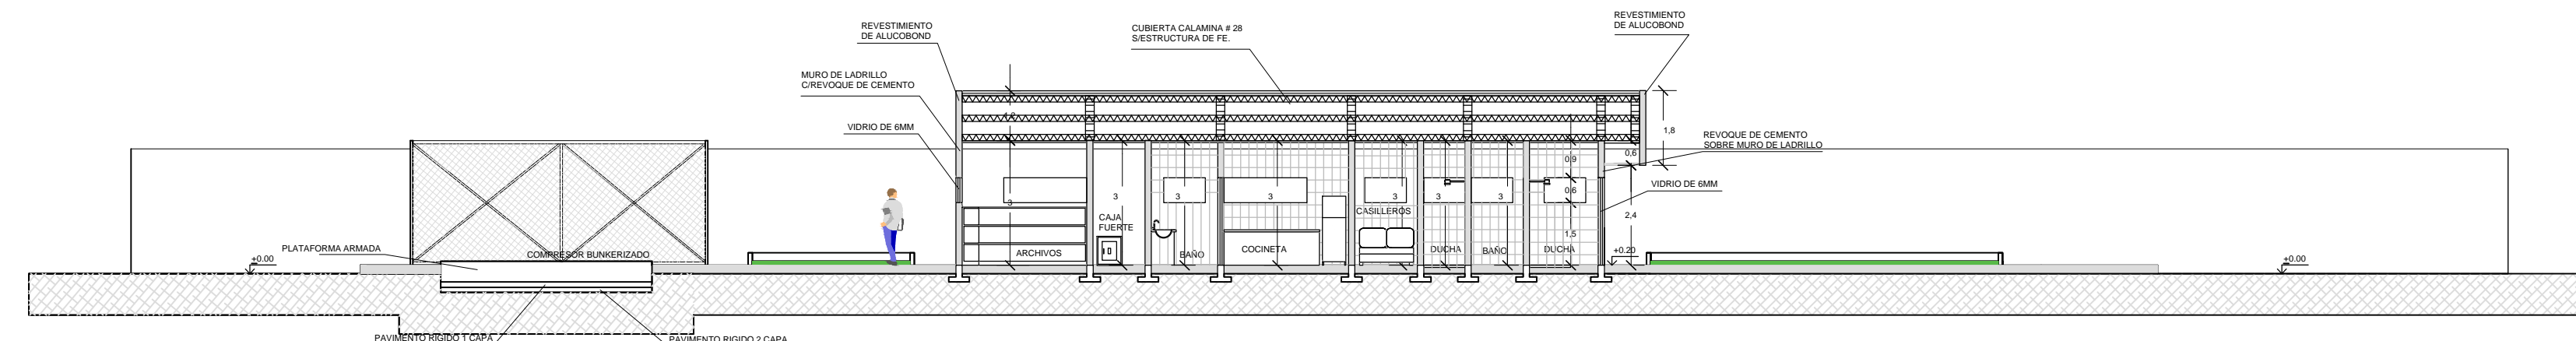 REVESTIMIENTO
DE ALUCOBOND
CUBIERTA CALAMINA # 28
S/ESTRUCTURA DE FE.
REVESTIMIENTO
DE ALUCOBOND
MURO DE LADRILLO
C/REVOQUE DE CEMENTO
VIDRIO DE 6MM
1,8
REVOQUE DE CEMENTO
SOBRE MURO DE LADRILLO
0,6
0,9
VIDRIO DE 6MM
0,6
3
3
3
3
3
3
3
3
2,4
CASILLEROS
CAJA
FUERTE
1,5
PLATAFORMA ARMADA
COMPRESOR BUNKERIZADO
ARCHIVOS
BAÑO
COCINETA
DUCHA
BAÑO
DUCHA
+0.20
+0.00
+0.00
PAVIMENTO RIGIDO 1 CAPA
PAVIMENTO RIGIDO 2 CAPA